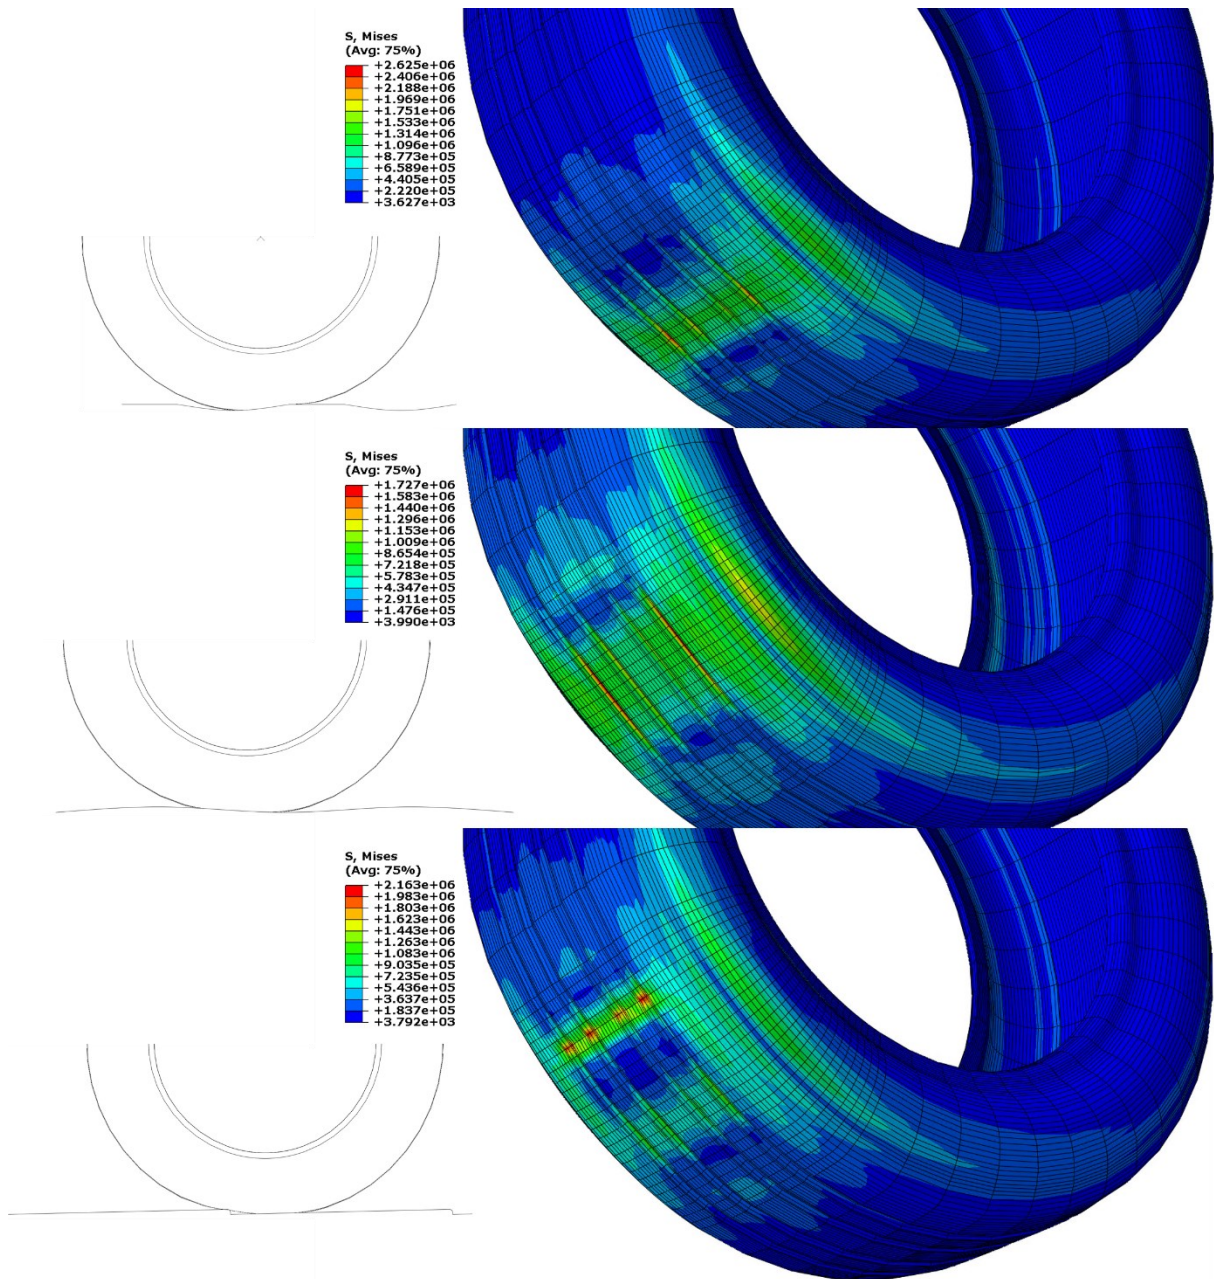 S, Mises
(Avg: 75%)
+2.625e+06
+2.406e+06
+2.188e+06
+1.969e+06
+1.751e+06
+1.533e+06
+1.314e+06
+1.096e+06
+8.773e+05
+6.589e+05
+4.405e+05
+2.220e+05
+3.627e+03
S, Mises
(Avg: 75%)
+1.727e+06
+1.583e+06
+1.440e+06
+1.296e+06
+1.153e+06
+1.009e+06
+8.654e+05
+7.218e+05
+5.783e+05
+4.347e+05
+2.911e+05
+1.476e+05
+3.990e+03
S, Mises
(Avg: 75%)
+2.163e+06
+1.983e+06
+1.803e+06
+1.623e+06
+1.443e+06
+1.263e+06
+1.083e+06
+9.035e+05
+7.235e+05
+5.436e+05
+3.637e+05
+1.837e+05
+3.792e+03